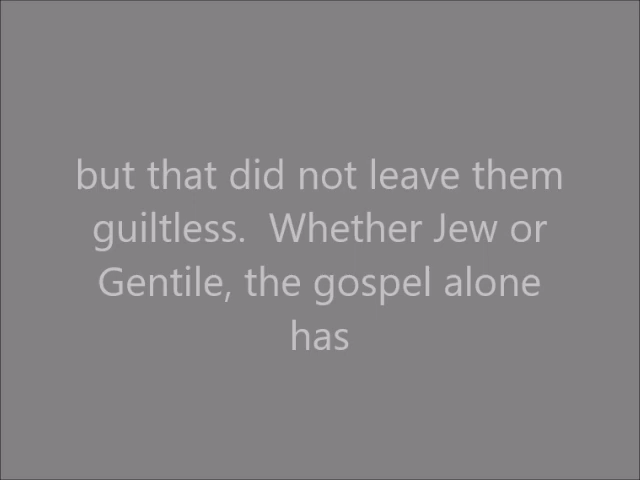 but that did not leave them
guiltless.  Whether Jew or
Gentile, the gospel alone
has